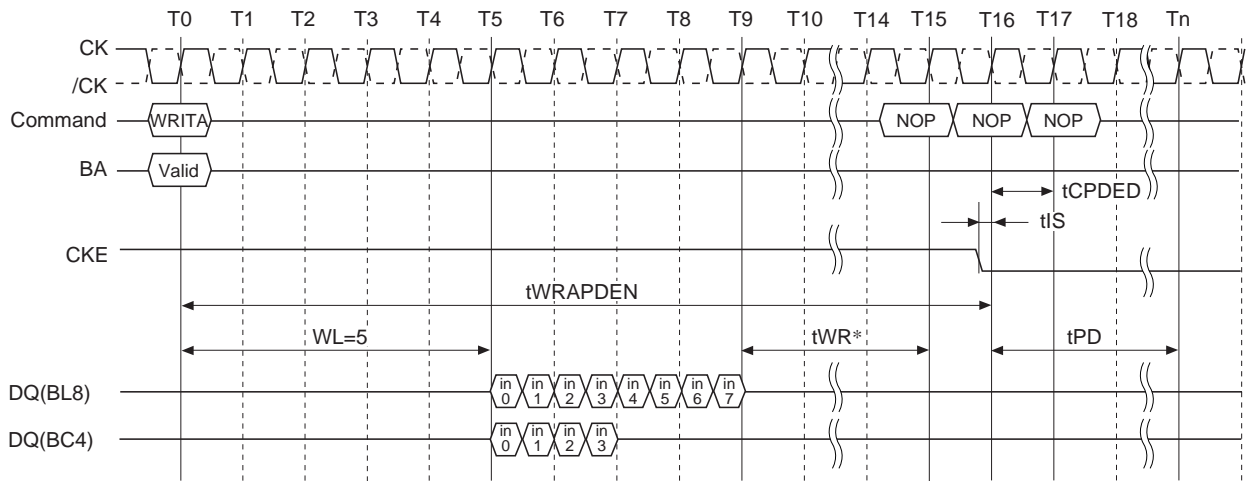 T0 T1 T2 T3 T4 T5 T6 T7 T8 T9 T10 T14 T15 T16 T17 T18 Tn
CK
/CK
Command WRITA NOP NOP NOP
BA Valid
tCPDED
tIS
CKE
tWRAPDEN
WL=5 tWR* tPD
DQ(BL8) in 0 in 1 in 2 in 3 in 4 in 5 in 6 in 7
DQ(BC4) in 0 in 1 in 2 in 3